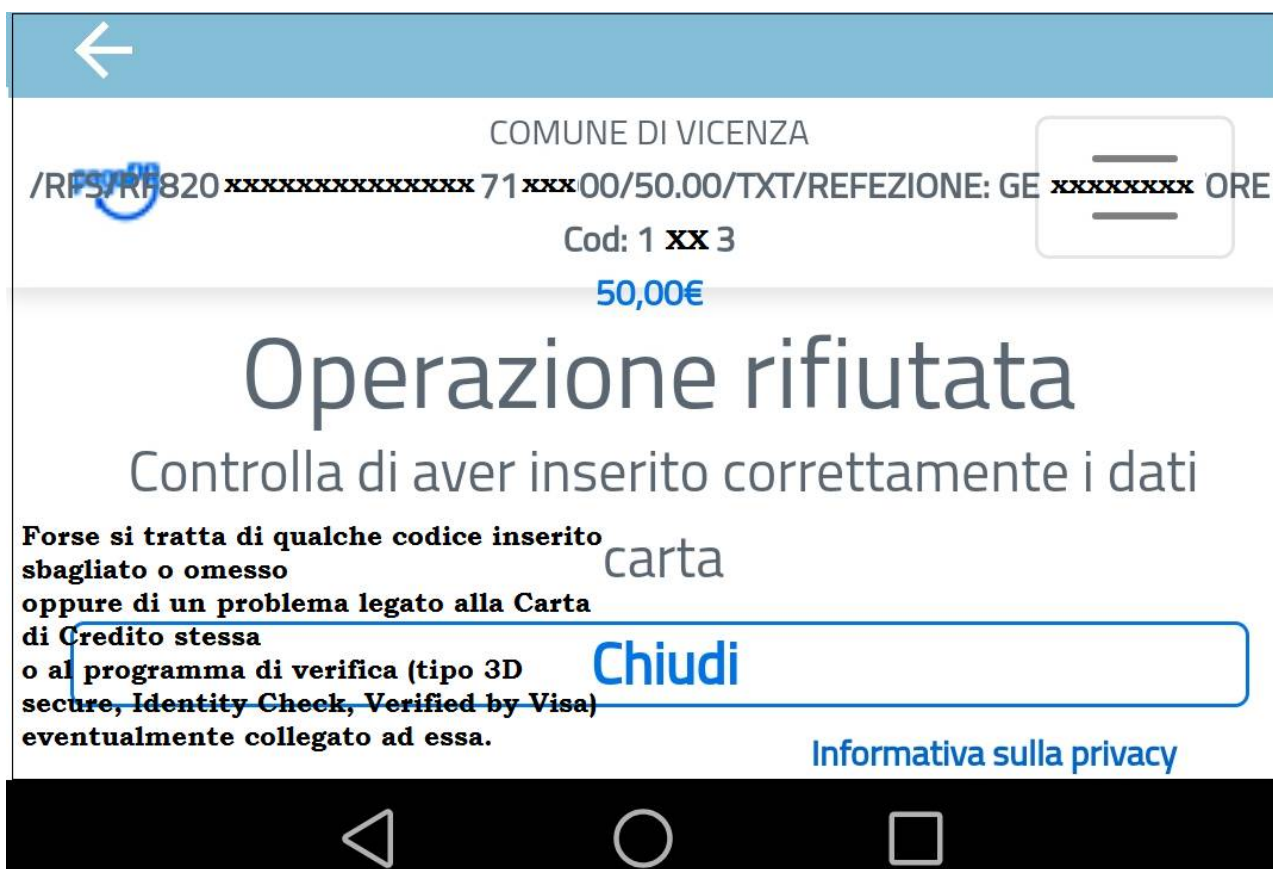 COMUNE DI VICENZA
/RFS/RF820 xxxxxxxxxxxxxx 71 xxx 00/50.00/TXT/REFEZIONE: GE xxxxxxxx ORE
Cod: 1 xx 3
50,00€
Operazione rifiutata
Controlla di aver inserito correttamente i dati
carta
Forse si tratta di qualche codice inserito
sbagliato o omesso
oppure di un problema legato alla Carta
di Credito stessa
o al programma di verifica (tipo 3D
secure, Identity Check, Verified by Visa)
eventualmente collegato ad essa.
Chiudi
Informativa sulla privacy